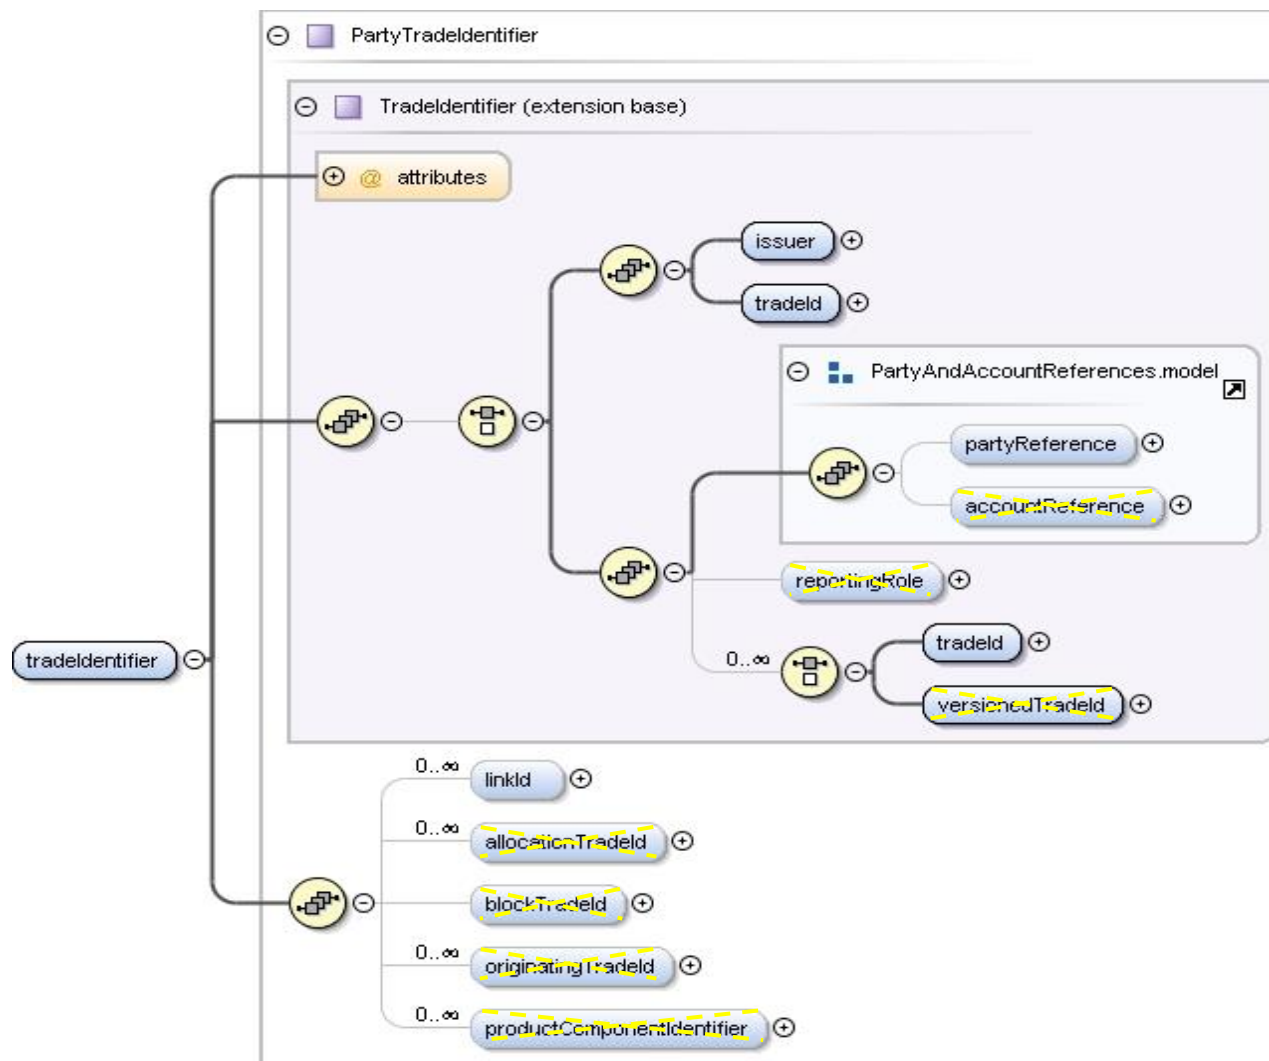 PartyTradeIdentifier
TradeIdentifier (extension base)
@ attributes
issuer
tradeId
PartyAndAccountReferences.model
partyReference
accountReference
reportingRole
0..∞
tradeId
versionedTradeId
tradeIdentifier
0..∞
linkId
0..∞
allocationTradeId
0..∞
blockTradeId
0..∞
originatingTradeId
0..∞
productComponentIdentifier